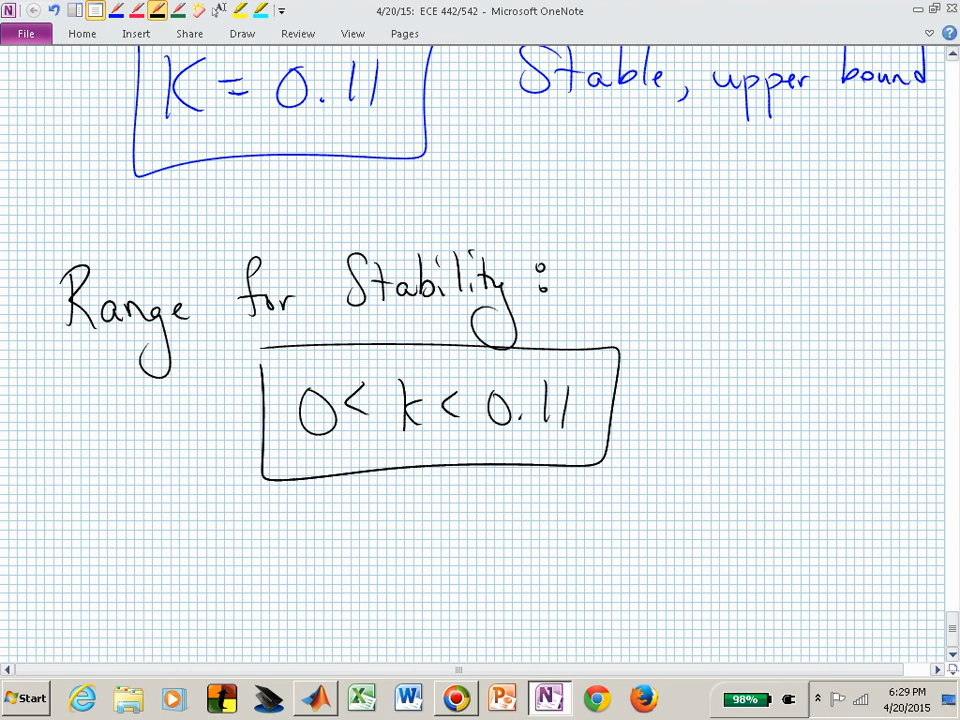 4/20/15: ECE 442/542 - Microsoft OneNote
File Home Insert Share Draw Review View Pages
K = 0.11 Stable, upper bound
Range for Stability:
0 < k < 0.11
Start 98% 6:29 PM
4/20/2015